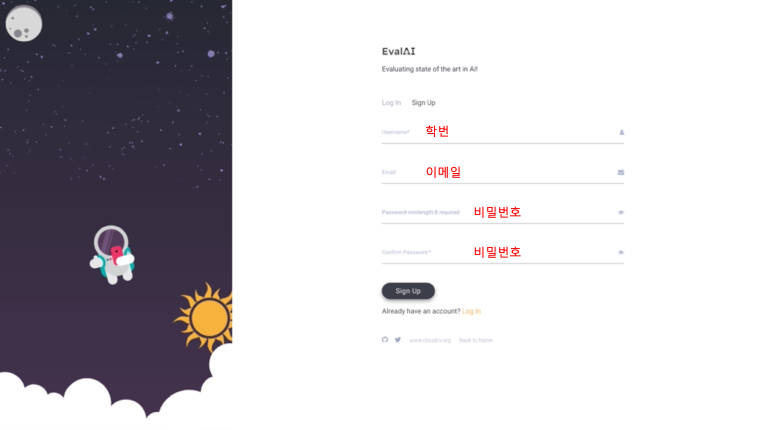 EvalAI
Evaluating state of the art in AI!
Log In Sign Up
Username* 학번
Email 이메일
Password-minlength:8 required 비밀번호
Confirm Password* 비밀번호
Sign Up
Already have an account? Log In
www.cloudcv.org Back to home